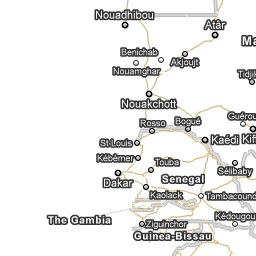 Nouadhibou
Atâr
Ma
Benichab
Akjoujt
Nouamghar
Tidjik
Nouakchott
Rosso
Bogué
Guérou
St-Louis
Kaédi
Kif
Kébémer
Touba
Senegal
Sélibaby
Dakar
Kaolack
Tambacound
The Gambia
Ziguinchor
Kédougou
Guinea-Bissau